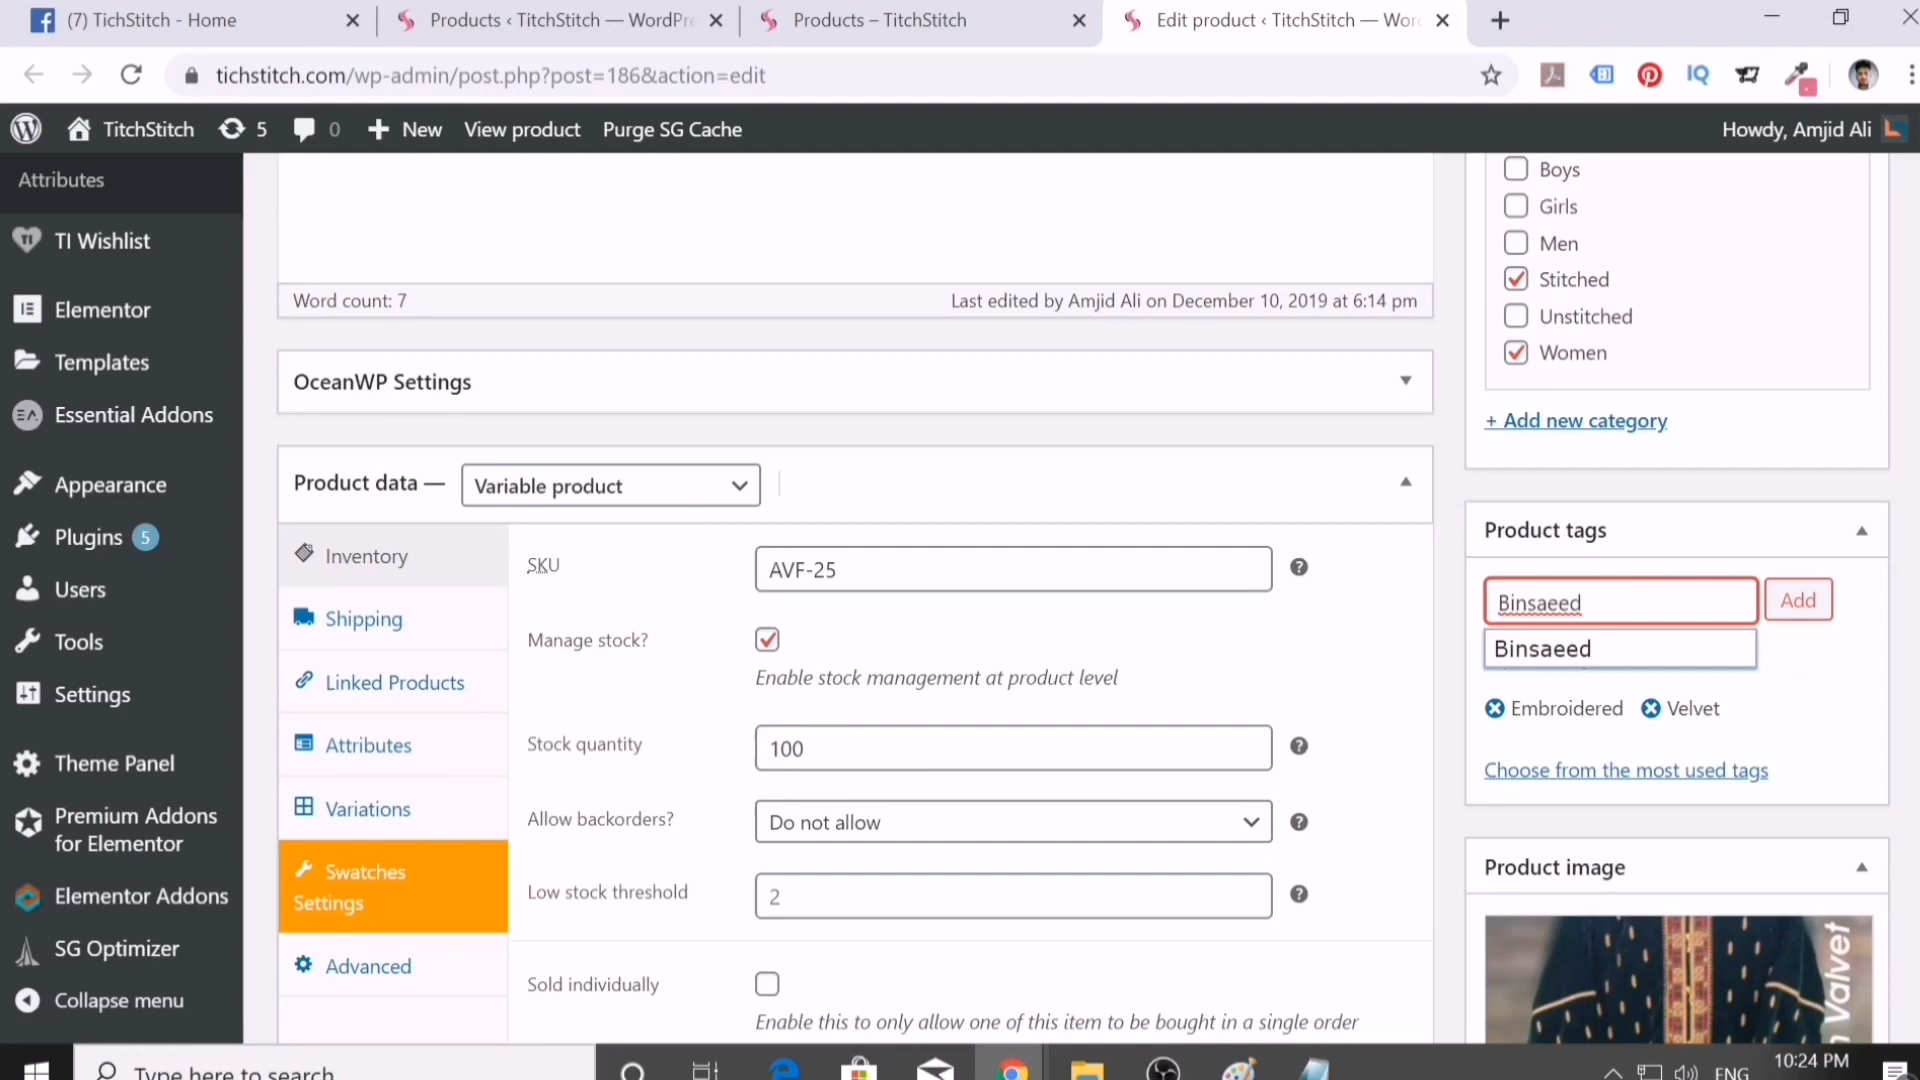 (7) TichStitch - Home
Products ‹ TitchStitch — WordPre
Products – TitchStitch
Edit product ‹ TitchStitch — Wor
tichstitch.com/wp-admin/post.php?post=186&action=edit
IQ
TitchStitch 5 0 New View product Purge SG Cache
Howdy, Amjid Ali
Attributes
TI Wishlist
Elementor
Templates
Essential Addons
Appearance
Plugins 5
Users
Tools
Settings
Theme Panel
Premium Addons
for Elementor
Elementor Addons
SG Optimizer
Collapse menu
Word count: 7
Last edited by Amjid Ali on December 10, 2019 at 6:14 pm
OceanWP Settings
Product data — Variable product
Inventory
Shipping
Linked Products
Attributes
Variations
Swatches
Settings
Advanced
SKU AVF-25
Manage stock?
Enable stock management at product level
Stock quantity 100
Allow backorders? Do not allow
Low stock threshold 2
Sold individually
Enable this to only allow one of this item to be bought in a single order
Boys
Girls
Men
Stitched
Unstitched
Women
+ Add new category
Product tags
Binsaeed Add
Binsaeed
Embroidered Velvet
Choose from the most used tags
Product image
Valvet
Type here to search
ENG
10:24 PM